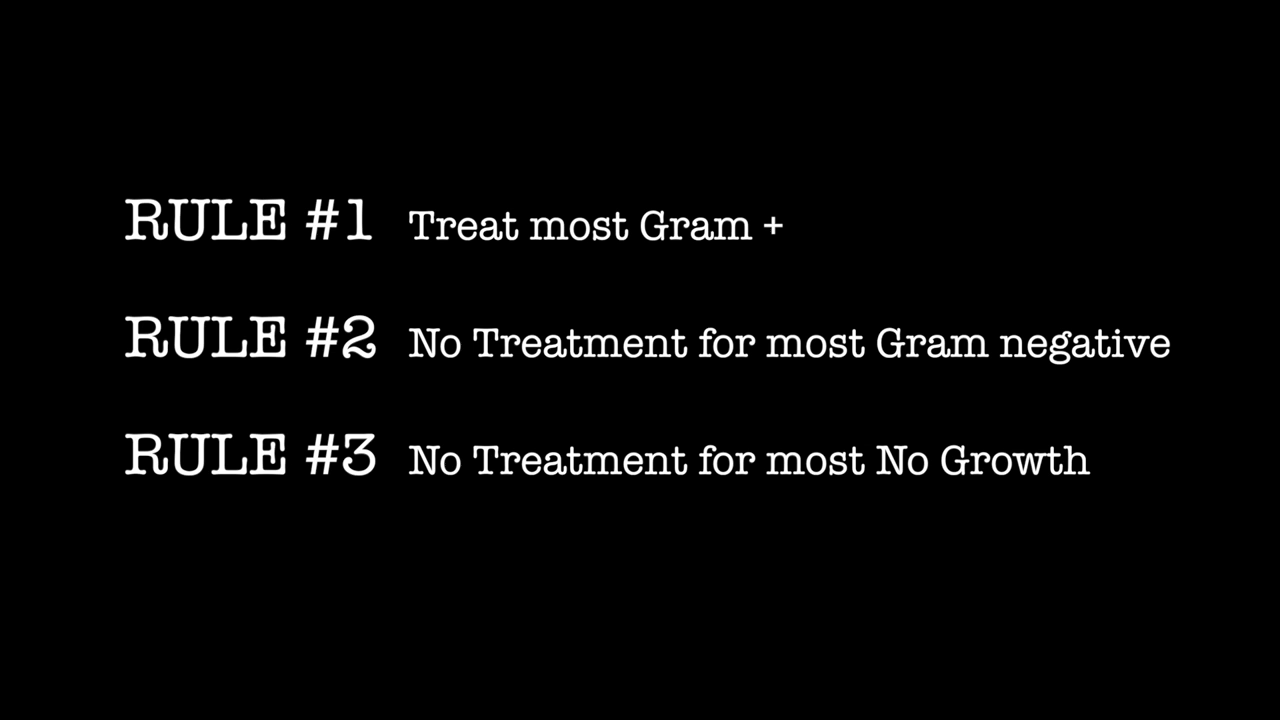 RULE #1 Treat most Gram +
RULE #2 No Treatment for most Gram negative
RULE #3 No Treatment for most No Growth